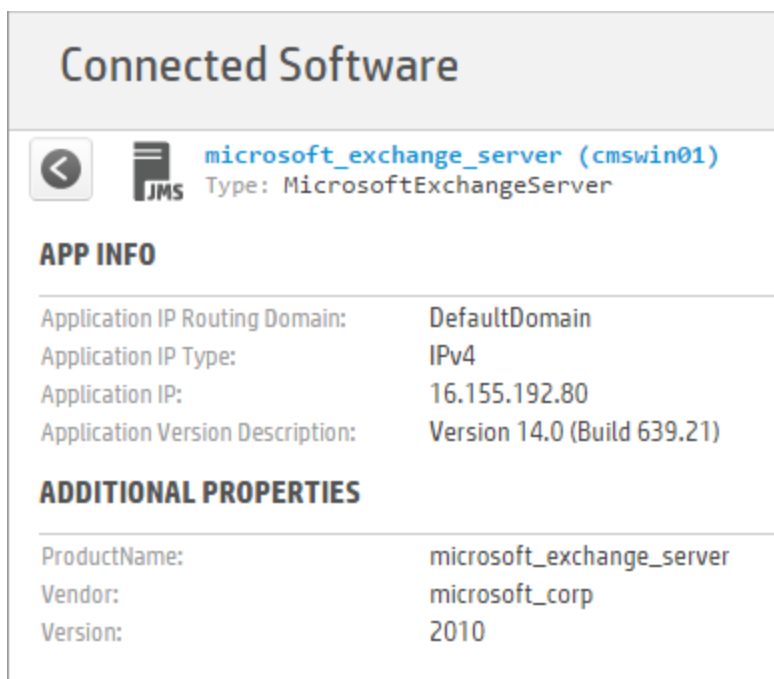 Connected Software
microsoft_exchange_server (cmswin01)
JMS Type: MicrosoftExchangeServer
APP INFO
Application IP Routing Domain: DefaultDomain
Application IP Type: IPv4
Application IP: 16.155.192.80
Application Version Description: Version 14.0 (Build 639.21)
ADDITIONAL PROPERTIES
ProductName: microsoft_exchange_server
Vendor: microsoft_corp
Version: 2010